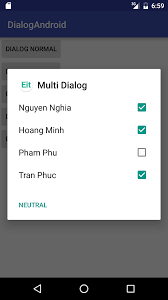 6:59
DialogAndroid
DIALOG NORMAL
Eit Multi Dialog
Nguyen Nghia
Hoang Minh
Pham Phu
Tran Phuc
NEUTRAL